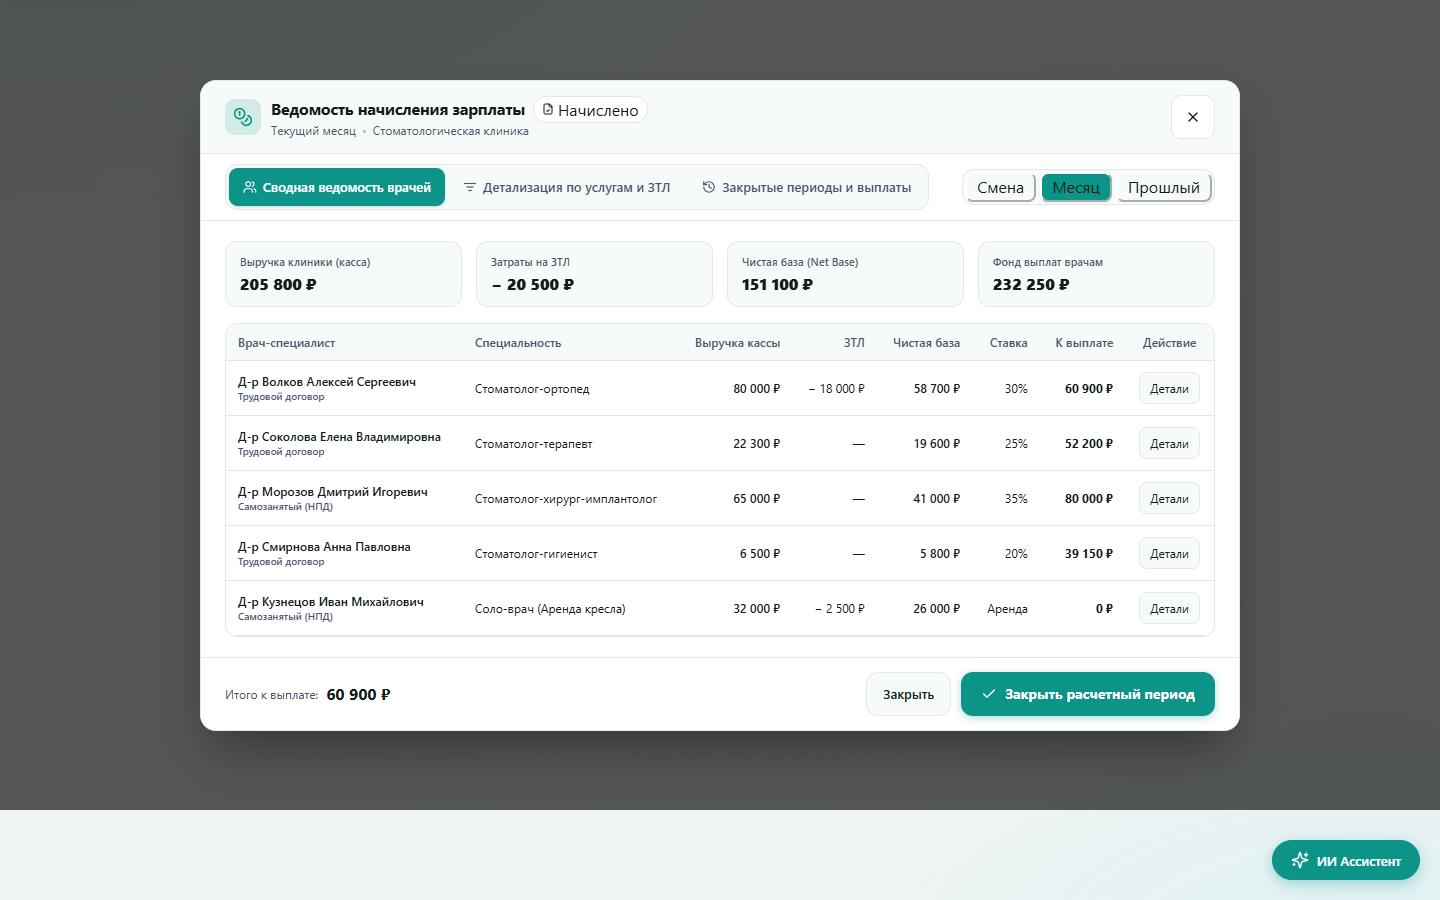 Ведомость начисления зарплаты
Начислено
Текущий месяц • Стоматологическая клиника
Сводная ведомость врачей
Детализация по услугам и ЗТЛ
Закрытые периоды и выплаты
Смена
Месяц
Прошлый
Выручка клиники (касса)
205 800 ₽
Затраты на ЗТЛ
− 20 500 ₽
Чистая база (Net Base)
151 100 ₽
Фонд выплат врачам
232 250 ₽
Врач-специалист Специальность Выручка кассы ЗТЛ Чистая база Ставка К выплате Действие
Д-р Волков Алексей Сергеевич
Трудовой договор
Стоматолог-ортопед 80 000 ₽ − 18 000 ₽ 58 700 ₽ 30% 60 900 ₽ Детали
Д-р Соколова Елена Владимировна
Трудовой договор
Стоматолог-терапевт 22 300 ₽ — 19 600 ₽ 25% 52 200 ₽ Детали
Д-р Морозов Дмитрий Игоревич
Самозанятый (НПД)
Стоматолог-хирург-имплантолог 65 000 ₽ — 41 000 ₽ 35% 80 000 ₽ Детали
Д-р Смирнова Анна Павловна
Трудовой договор
Стоматолог-гигиенист 6 500 ₽ — 5 800 ₽ 20% 39 150 ₽ Детали
Д-р Кузнецов Иван Михайлович
Самозанятый (НПД)
Соло-врач (Аренда кресла) 32 000 ₽ − 2 500 ₽ 26 000 ₽ Аренда 0 ₽ Детали
Итого к выплате: 60 900 ₽
Закрыть
Закрыть расчетный период
ИИ Ассистент